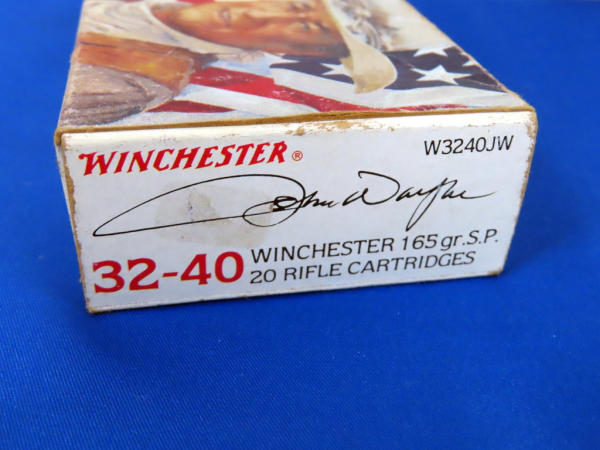 WINCHESTER® W3240JW
John Wayne
32-40 WINCHESTER 165 gr. S.P.
20 RIFLE CARTRIDGES